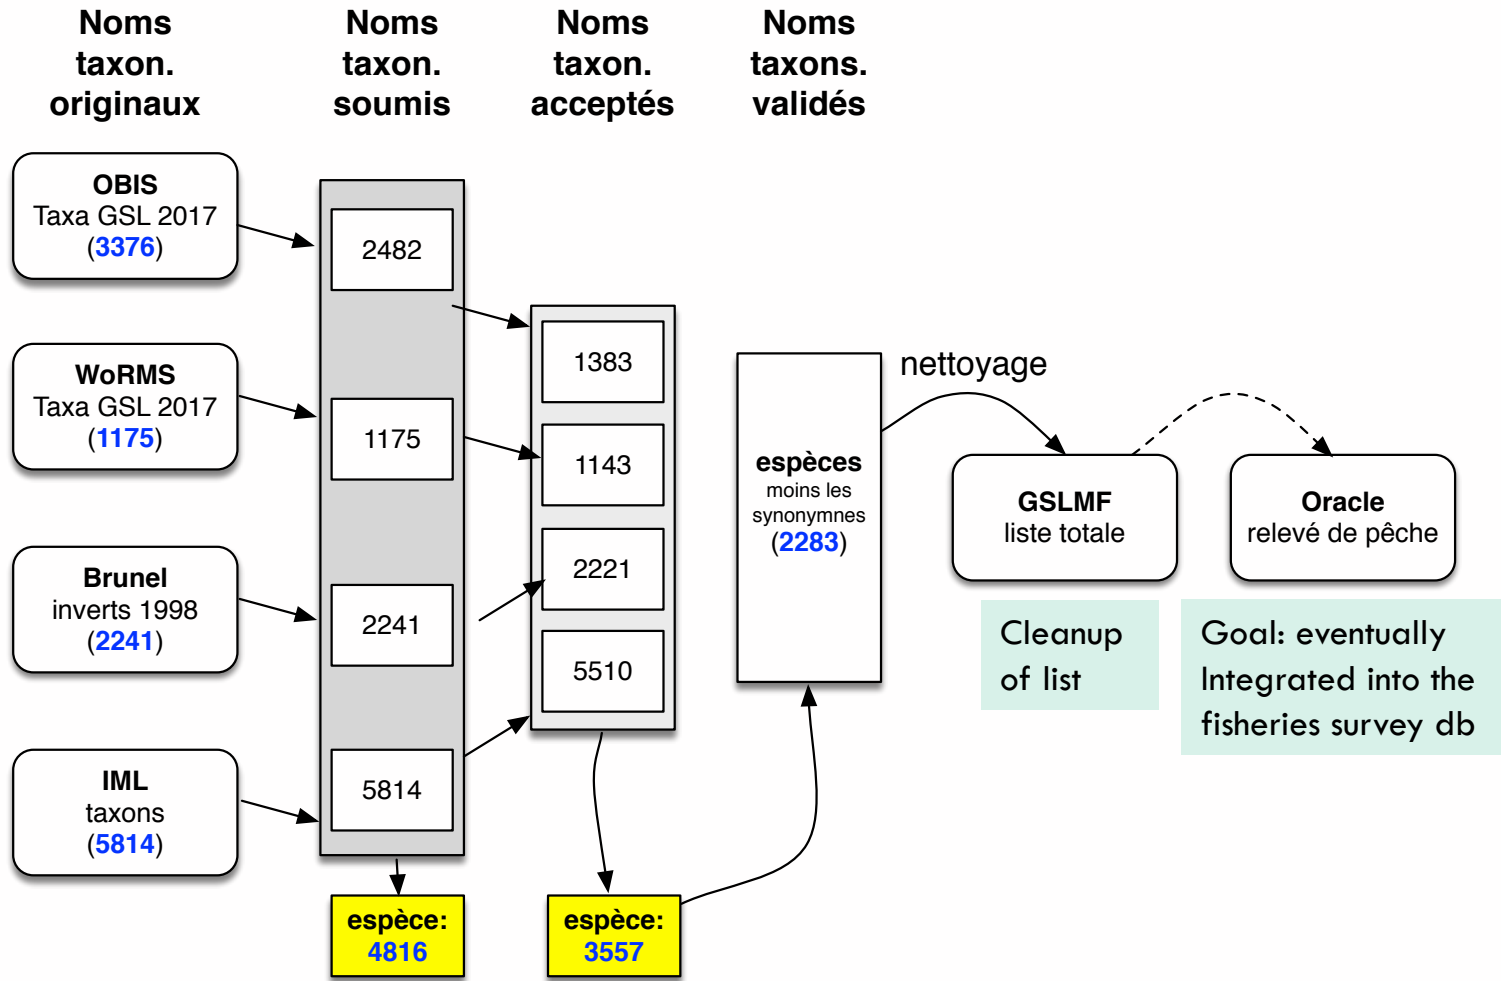 Noms
taxon.
originaux
Noms
taxon.
soumis
Noms
taxon.
acceptés
Noms
taxons.
validés
OBIS
Taxa GSL 2017
(3376)
WoRMS
Taxa GSL 2017
(1175)
Brunel
inverts 1998
(2241)
IML
taxons
(5814)
2482
1175
2241
5814
espèce:
4816
1383
1143
2221
5510
espèce:
3557
espèces
moins les
synonymnes
(2283)
nettoyage
GSLMF
liste totale
Oracle
relevé de pêche
Cleanup
of list
Goal: eventually
Integrated into the
fisheries survey db